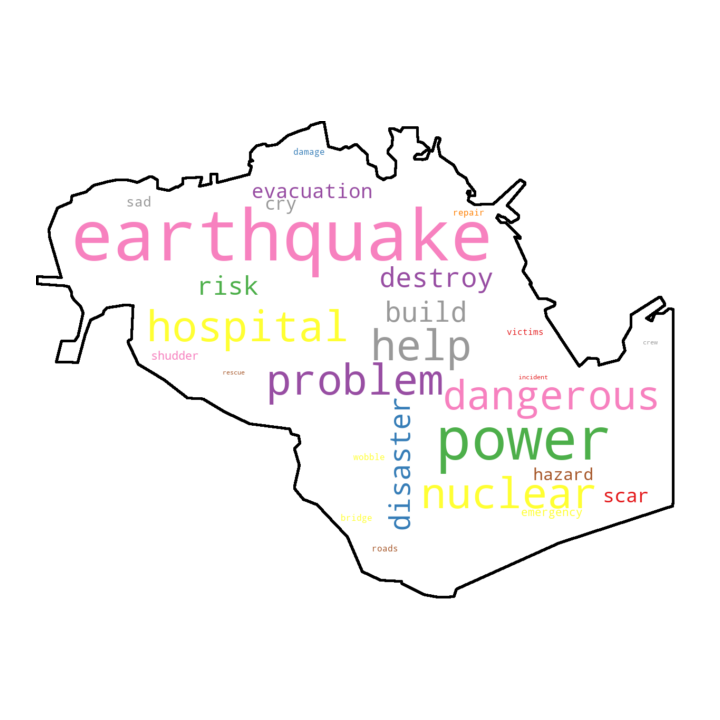 damage
evacuation
sad
cry
repair
earthquake
destroy
risk
build
hospital
victims
help
crew
shudder
rescue
problem
incident
dangerous
power
disaster
wobble
hazard
nuclear
scar
emergency
bridge
roads